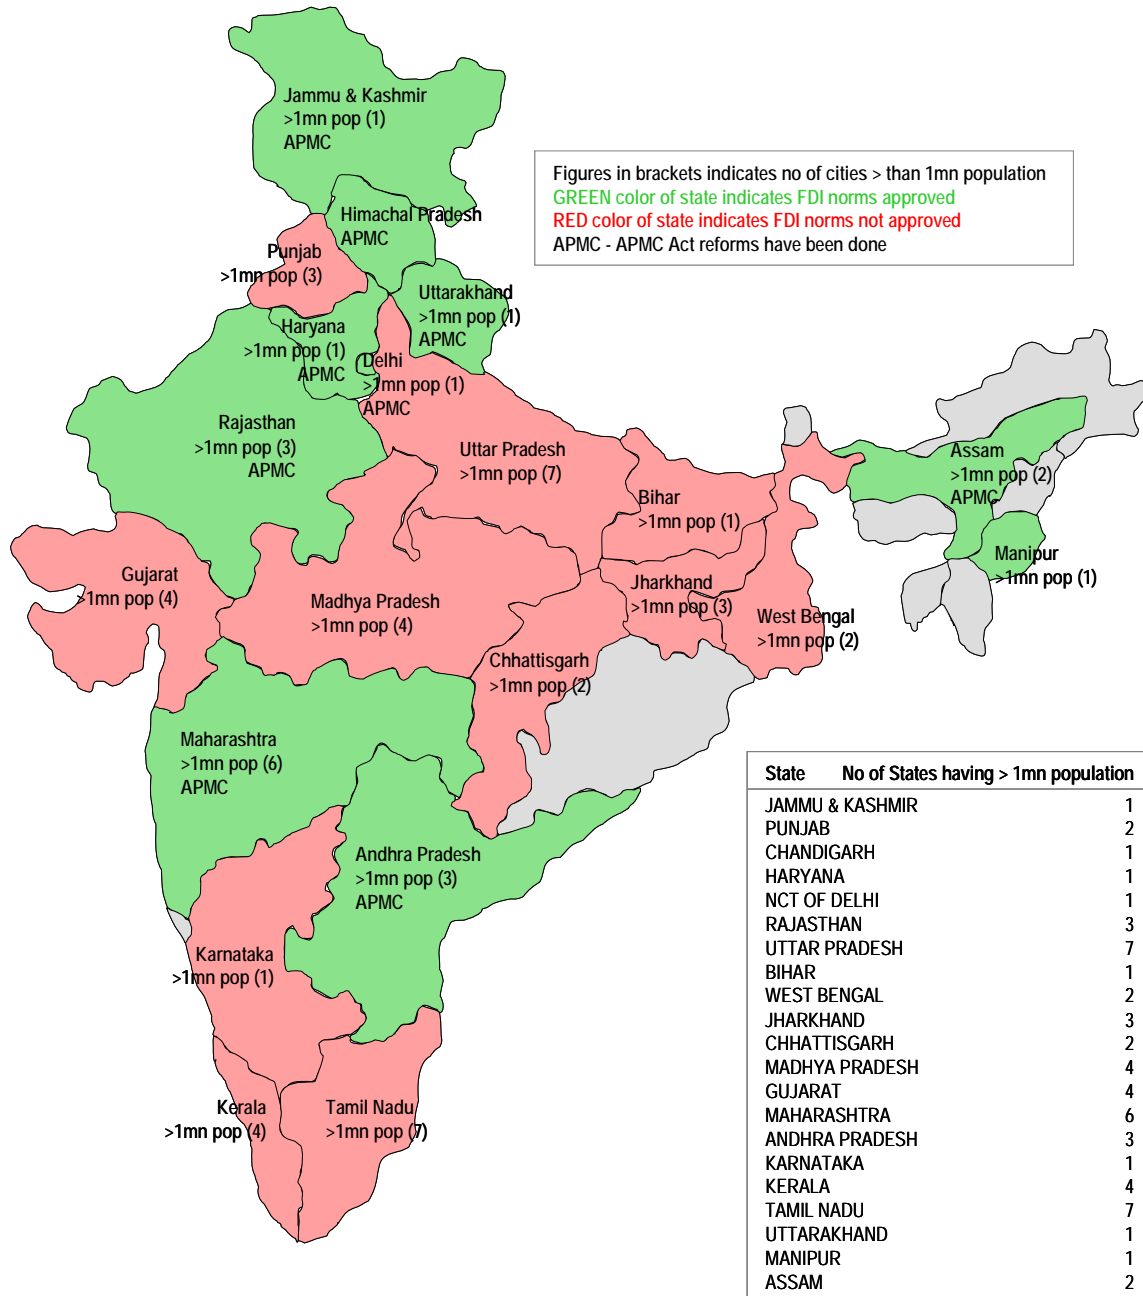 Jammu & Kashmir
>1mn pop (1)
APMC
Figures in brackets indicates no of cities > than 1mn population
GREEN color of state indicates FDI norms approved
RED color of state indicates FDI norms not approved
APMC - APMC Act reforms have been done
Himachal Pradesh
APMC
Punjab
>1mn pop (3)
Uttarakhand
>1mn pop (1)
APMC
Haryana
>1mn pop (1)
APMC
Delhi
>1mn pop (1)
APMC
Rajasthan
>1mn pop (3)
APMC
Uttar Pradesh
>1mn pop (7)
Assam
>1mn pop (2)
APMC
Bihar
>1mn pop (1)
Manipur
>1mn pop (1)
Gujarat
>1mn pop (4)
Madhya Pradesh
>1mn pop (4)
Jharkhand
>1mn pop (3)
West Bengal
>1mn pop (2)
Chhattisgarh
>1mn pop (2)
Maharashtra
>1mn pop (6)
APMC
Andhra Pradesh
>1mn pop (3)
APMC
Karnataka
>1mn pop (1)
Kerala
>1mn pop (4)
Tamil Nadu
>1mn pop (7)
State No of States having > 1mn population
JAMMU & KASHMIR 1
PUNJAB 2
CHANDIGARH 1
HARYANA 1
NCT OF DELHI 1
RAJASTHAN 3
UTTAR PRADESH 7
BIHAR 1
WEST BENGAL 2
JHARKHAND 3
CHHATTISGARH 2
MADHYA PRADESH 4
GUJARAT 4
MAHARASHTRA 6
ANDHRA PRADESH 3
KARNATAKA 1
KERALA 4
TAMIL NADU 7
UTTARAKHAND 1
MANIPUR 1
ASSAM 2